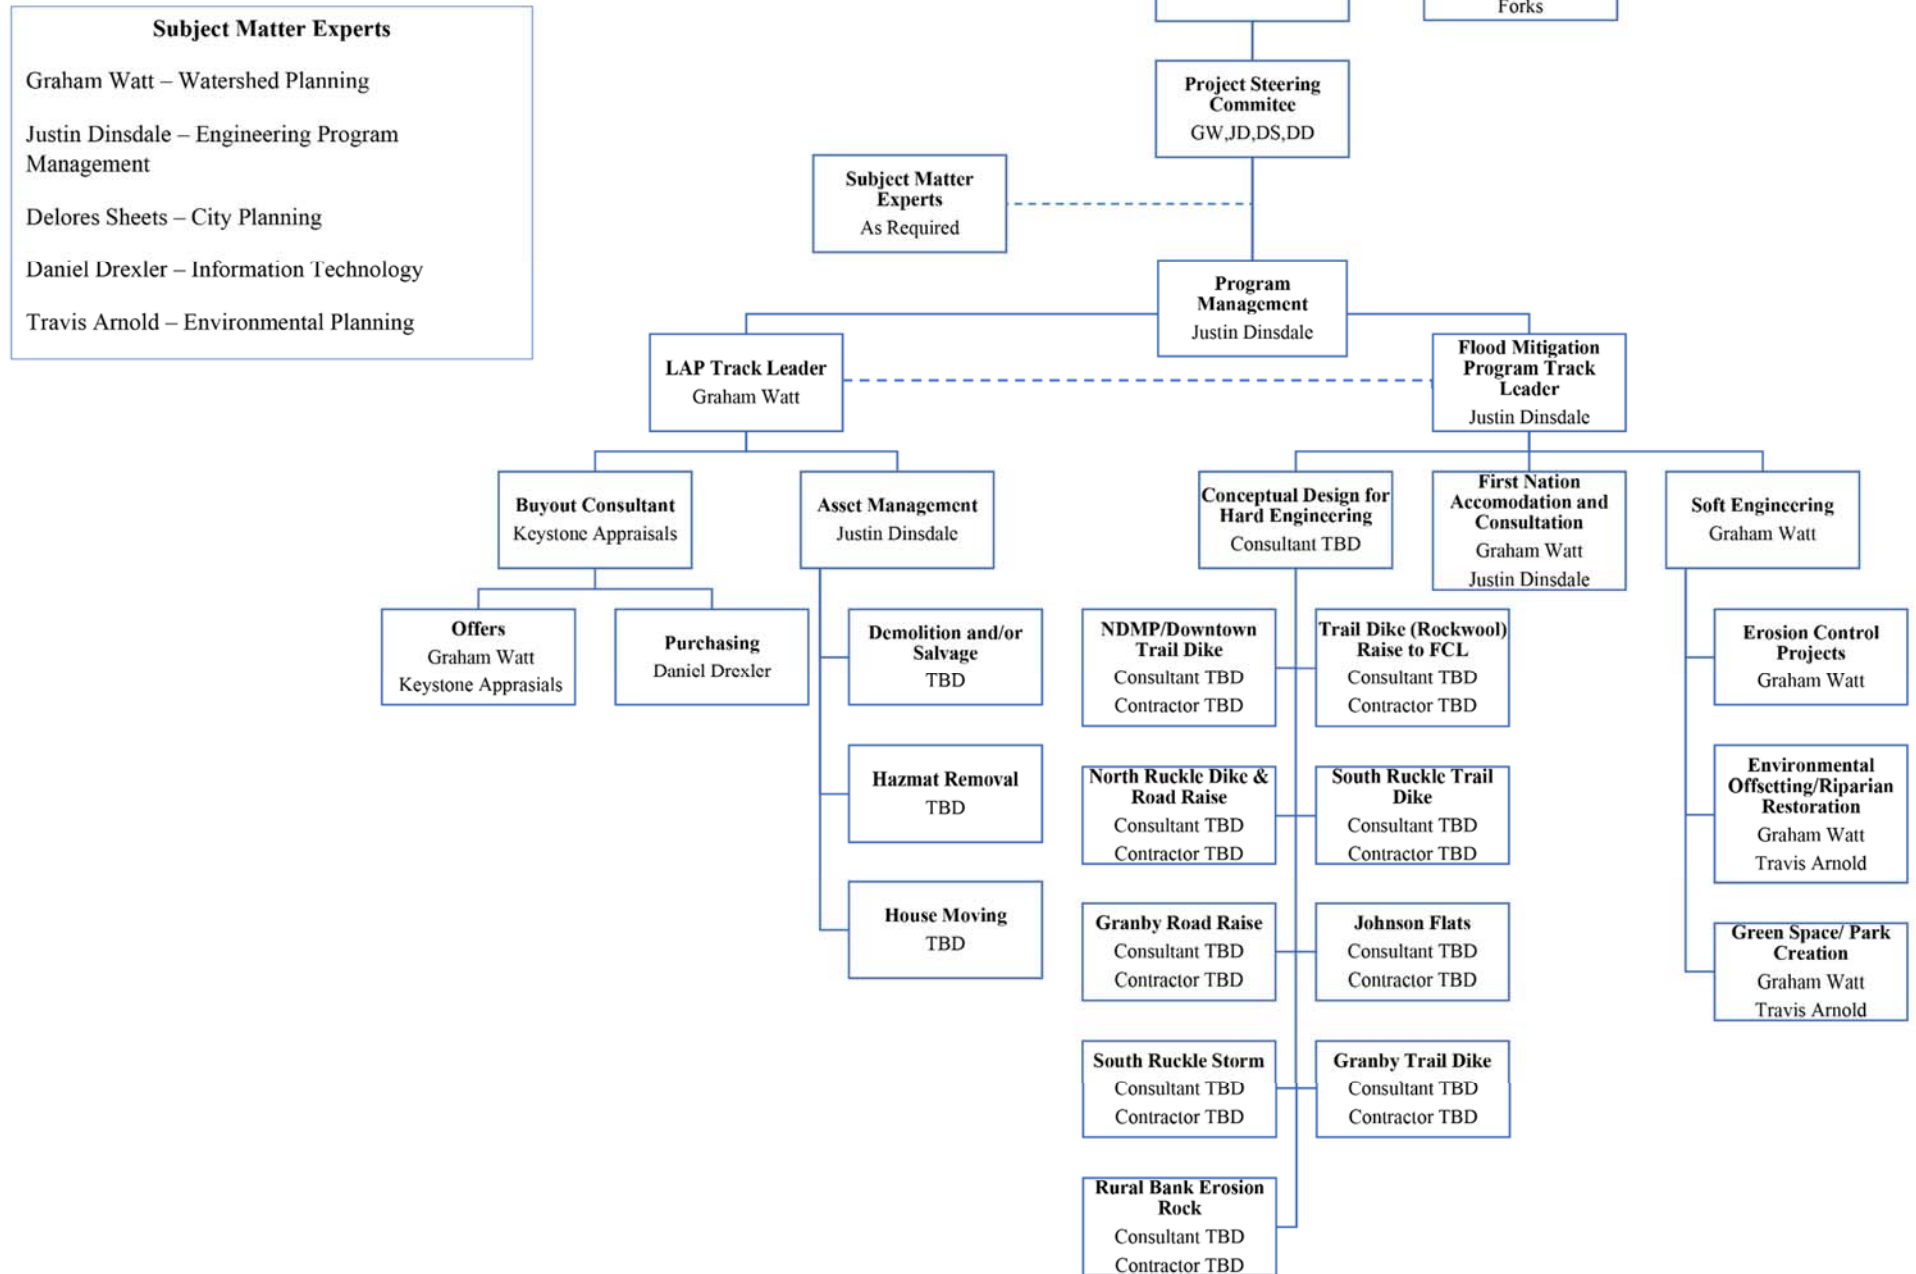 Forks
Subject Matter Experts
Graham Watt – Watershed Planning
Justin Dinsdale – Engineering Program
Management
Delores Sheets – City Planning
Daniel Drexler – Information Technology
Travis Arnold – Environmental Planning
Project Steering
Commitee
GW,JD,DS,DD
Subject Matter
Experts
As Required
Program
Management
Justin Dinsdale
LAP Track Leader
Graham Watt
Flood Mitigation
Program Track
Leader
Justin Dinsdale
Buyout Consultant
Keystone Appraisals
Asset Management
Justin Dinsdale
Conceptual Design for
Hard Engineering
Consultant TBD
First Nation
Accomodation and
Consultation
Graham Watt
Justin Dinsdale
Soft Engineering
Graham Watt
Offers
Graham Watt
Keystone Apprasials
Purchasing
Daniel Drexler
Demolition and/or
Salvage
TBD
Hazmat Removal
TBD
House Moving
TBD
NDMP/Downtown
Trail Dike
Consultant TBD
Contractor TBD
Trail Dike (Rockwool)
Raise to FCL
Consultant TBD
Contractor TBD
North Ruckle Dike &
Road Raise
Consultant TBD
Contractor TBD
South Ruckle Trail
Dike
Consultant TBD
Contractor TBD
Granby Road Raise
Consultant TBD
Contractor TBD
Johnson Flats
Consultant TBD
Contractor TBD
South Ruckle Storm
Consultant TBD
Contractor TBD
Granby Trail Dike
Consultant TBD
Contractor TBD
Rural Bank Erosion
Rock
Consultant TBD
Contractor TBD
Erosion Control
Projects
Graham Watt
Environmental
Offsetting/Riparian
Restoration
Graham Watt
Travis Arnold
Green Space/ Park
Creation
Graham Watt
Travis Arnold